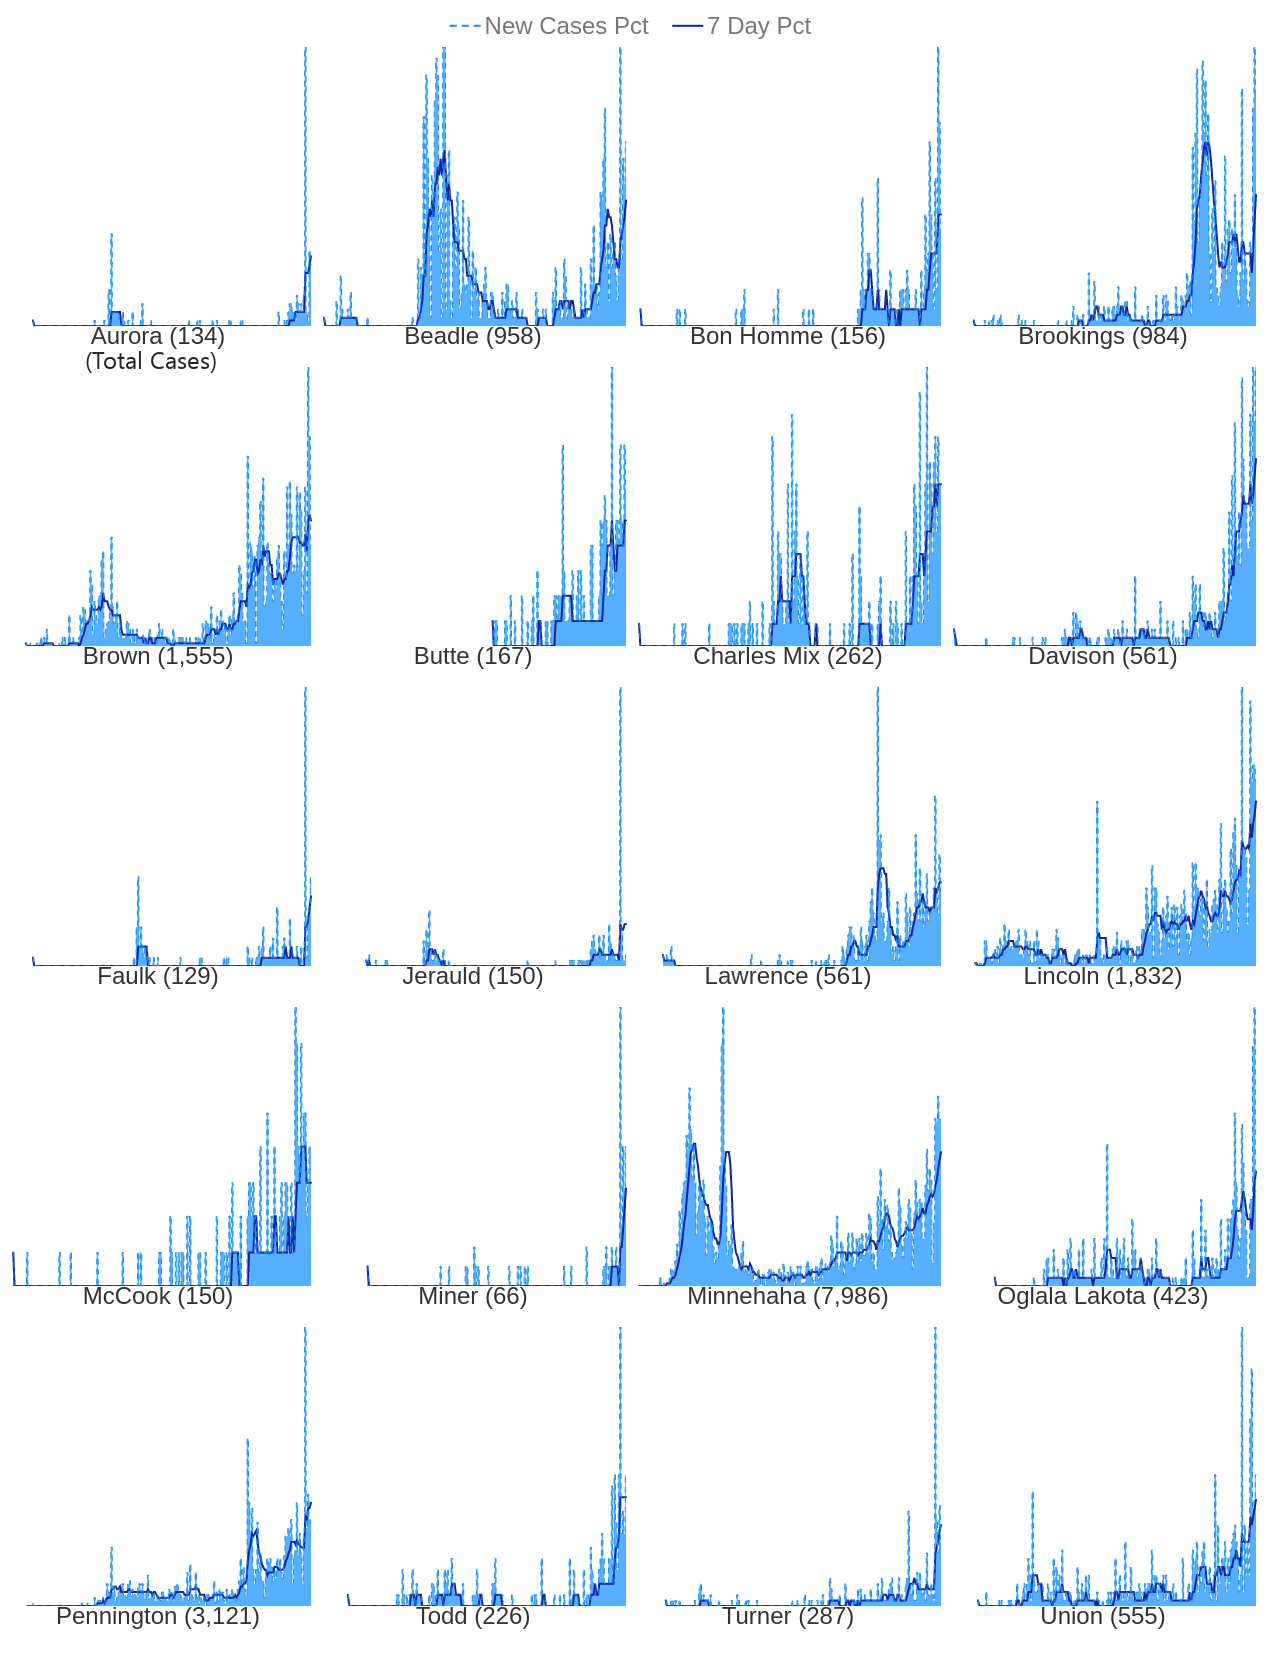 New Cases Pct 7 Day Pct
Aurora (134) Beadle (958) Bon Homme (156) Brookings (984)
(Total Cases)
Brown (1,555) Butte (167) Charles Mix (262) Davison (561)
Faulk (129) Jerauld (150) Lawrence (561) Lincoln (1,832)
McCook (150) Miner (66) Minnehaha (7,986) Oglala Lakota (423)
Pennington (3,121) Todd (226) Turner (287) Union (555)